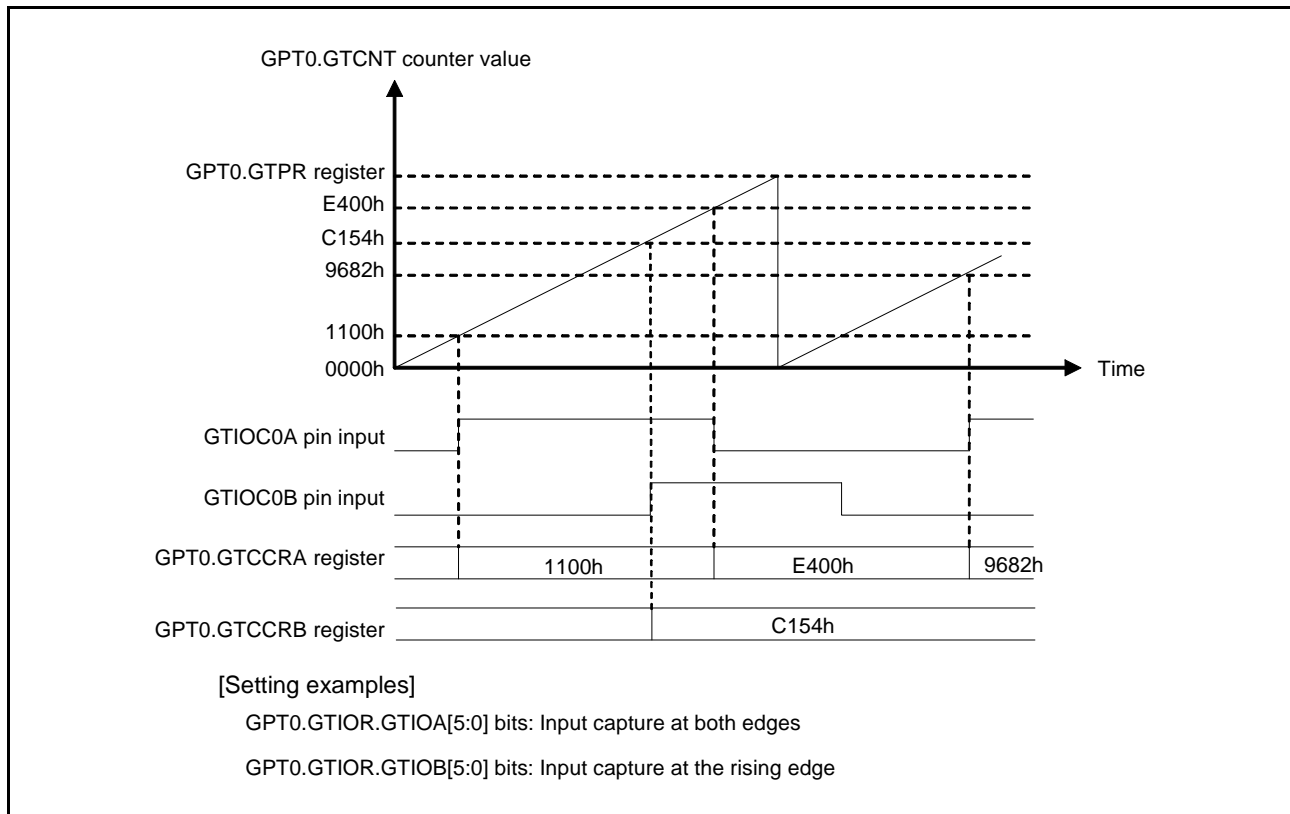 GPT0.GTCNT counter value
GPT0.GTPR register
E400h
C154h
9682h
1100h
0000h
Time
GTIOC0A pin input
GTIOC0B pin input
GPT0.GTCCRA register
1100h
E400h
9682h
GPT0.GTCCRB register
C154h
[Setting examples]
GPT0.GTIOR.GTIOA[5:0] bits: Input capture at both edges
GPT0.GTIOR.GTIOB[5:0] bits: Input capture at the rising edge